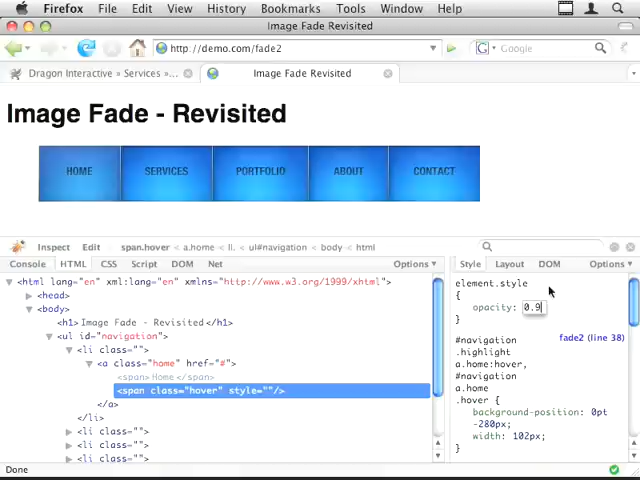 Firefox File Edit View History Bookmarks Tools Window Help
Image Fade Revisited
http://demo.com/fade2
Google
Dragon Interactive » Services »...
Image Fade Revisited
Image Fade - Revisited
HOME SERVICES PORTFOLIO ABOUT CONTACT
Inspect Edit span.hover < a.home < li. < ul#navigation < body < html
Console HTML CSS Script DOM Net Options
Style Layout DOM Options
<html lang="en" xml:lang="en" xmlns="http://www.w3.org/1999/xhtml">
<head>
<body>
<h1>Image Fade - Revisited</h1>
<ul id="navigation">
<li class="">
<a class="home" href="#">
<span>Home</span>
<span class="hover" style=""/>
</a>
</li>
<li class="">
<li class="">
<li class="">
element.style
{
opacity: 0.9
}
#navigation fade2 (line 38)
.highlight
a.home:hover,
#navigation
a.home
.hover {
background-position: 0pt
-280px;
width: 102px;
}
Done